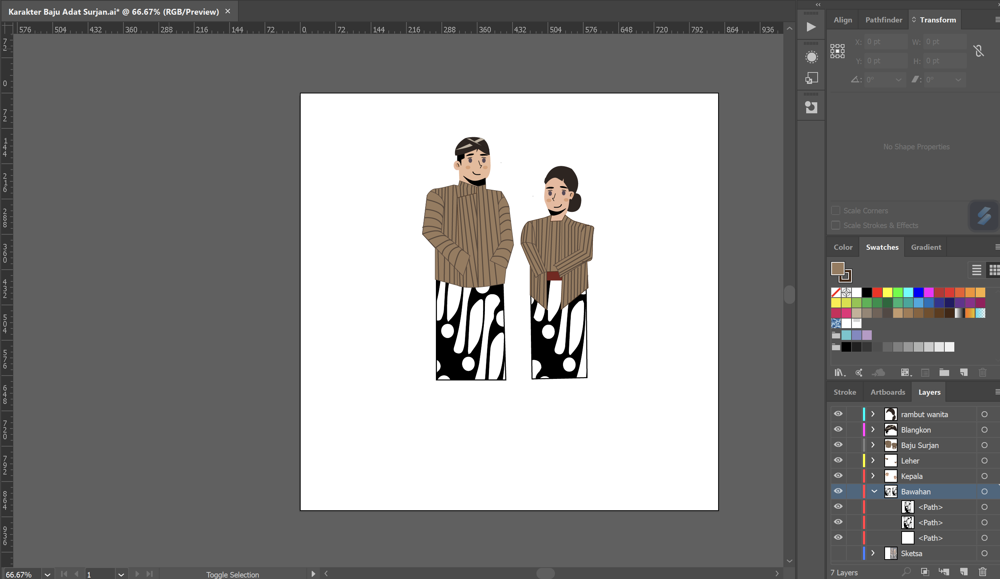 Karakter Baju Adat Surjan.ai* @ 66.67% (RGB/Preview) ×
576 504 432 360 288 216 144 72 0 72 144 216 288 360 432 504 576 648 720 792 864 936
72
0
72
144
216
288
360
432
504
576
648
720
792
864
936
Align Pathfinder Transform
X: 0 pt W: 0 pt
Y: 0 pt H: 0 pt
0° 0°
No Shape Properties
Scale Corners
Scale Strokes & Effects
Color Swatches Gradient
Stroke Artboards Layers
rambut wanita
Blangkon
Baju Surjan
Leher
Kepala
Bawahan
<Path>
<Path>
<Path>
Sketsa
7 Layers
66.67% 1 Toggle Selection